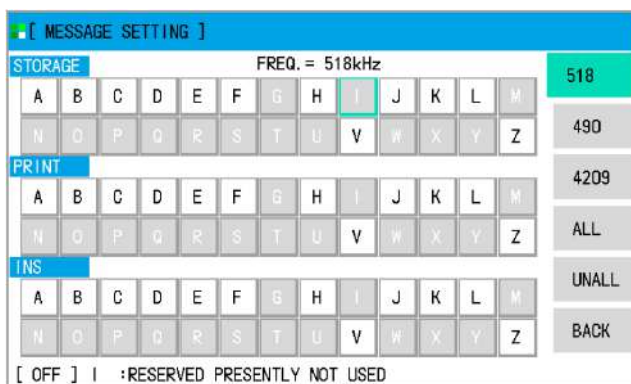 [ MESSAGE SETTING ]
STORAGE FREQ.= 518kHz
A B C D E F G H I J K L M
N O P Q R S T U V W X Y Z
PRINT
A B C D E F G H I J K L M
N O P Q R S T U V W X Y Z
INS
A B C D E F G H I J K L M
N O P Q R S T U V W X Y Z
[ OFF ] I :RESERVED PRESENTLY NOT USED
518
490
4209
ALL
UNALL
BACK